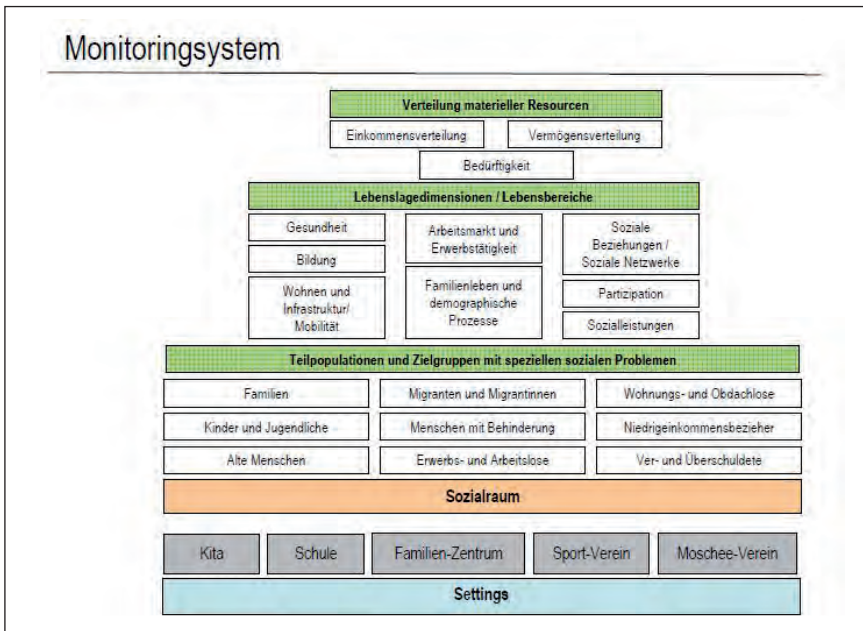 Monitoringsystem
Verteilung materieller Resourcen
Einkommensverteilung
Vermögensverteilung
Bedürftigkeit
Lebenslagedimensionen / Lebensbereiche
Gesundheit
Bildung
Wohnen und
Infrastruktur/
Mobilität
Arbeitsmarkt und
Erwerbstätigkeit
Familienleben und
demographische
Prozesse
Soziale
Beziehungen /
Soziale Netzwerke
Partizipation
Sozialleistungen
Teilpopulationen und Zielgruppen mit speziellen sozialen Problemen
Familien
Migranten und Migrantinnen
Wohnungs- und Obdachlose
Kinder und Jugendliche
Menschen mit Behinderung
Niedrigeinkommensbezieher
Alte Menschen
Erwerbs- und Arbeitslose
Ver- und Überschuldete
Sozialraum
Kita
Schule
Familien-Zentrum
Sport-Verein
Moschee-Verein
Settings